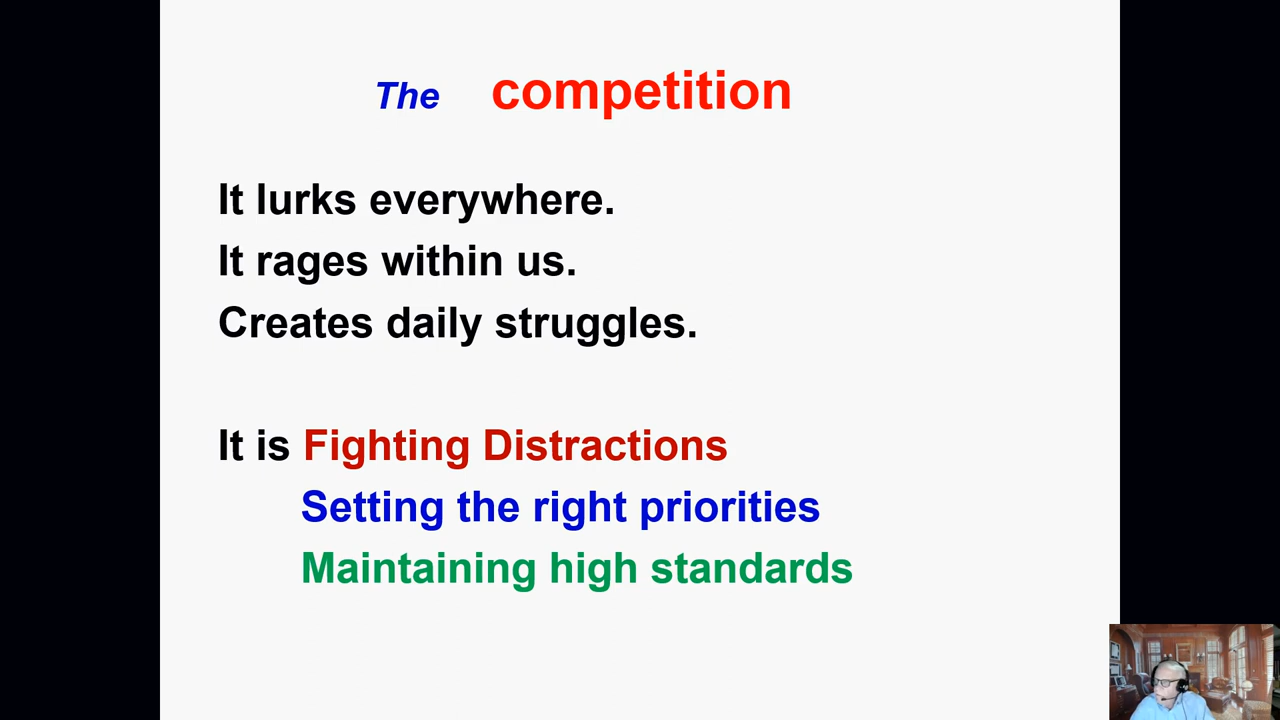 The competition
It lurks everywhere.
It rages within us.
Creates daily struggles.
It is Fighting Distractions
Setting the right priorities
Maintaining high standards